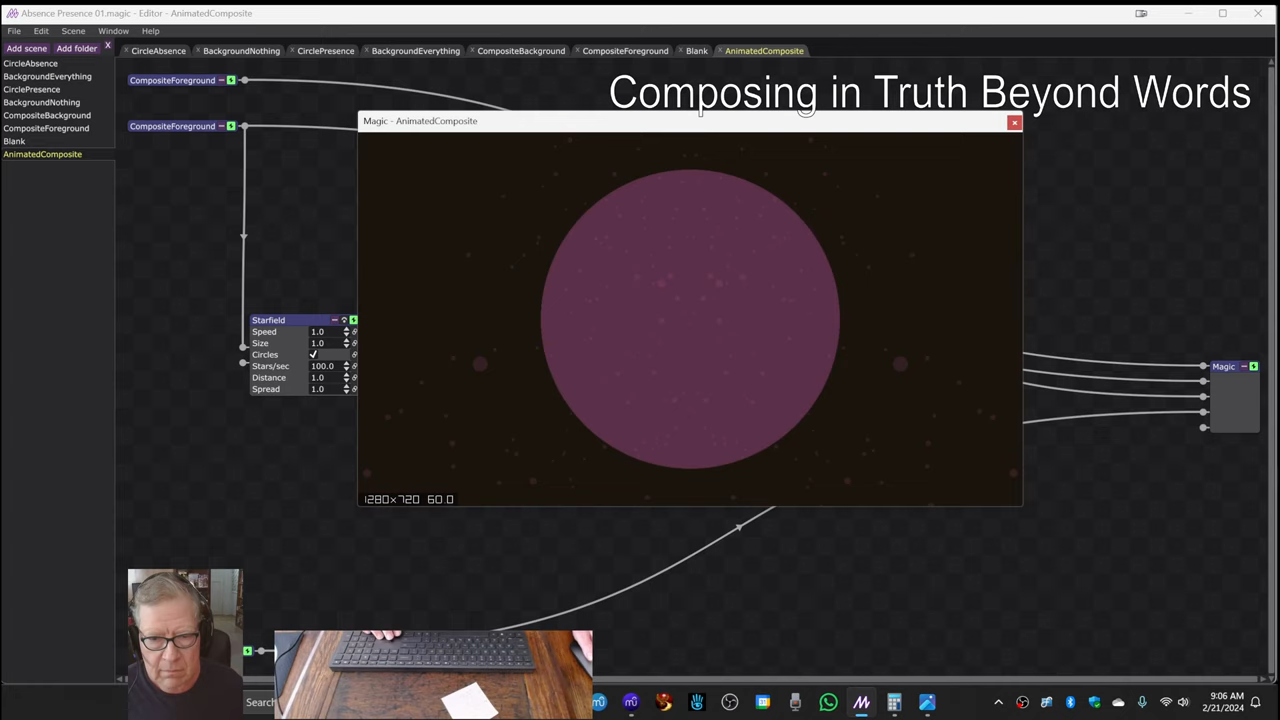 Absence Presence 01.magic - Editor - AnimatedComposite
File Edit Scene Window Help
Add scene Add folder X
CircleAbsence BackgroundNothing CirclePresence BackgroundEverything CompositeBackground CompositeForeground Blank AnimatedComposite
CircleAbsence
BackgroundEverything
CirclePresence
BackgroundNothing
CompositeBackground
CompositeForeground
Blank
AnimatedComposite
CompositeForeground
CompositeForeground
Composing in Truth Beyond Words
Magic - AnimatedComposite
1280x720 60.0
Starfield
Speed 1.0
Size 1.0
Circles
Stars/sec 100.0
Distance 1.0
Spread 1.0
Magic
Search
9:06 AM
2/21/2024